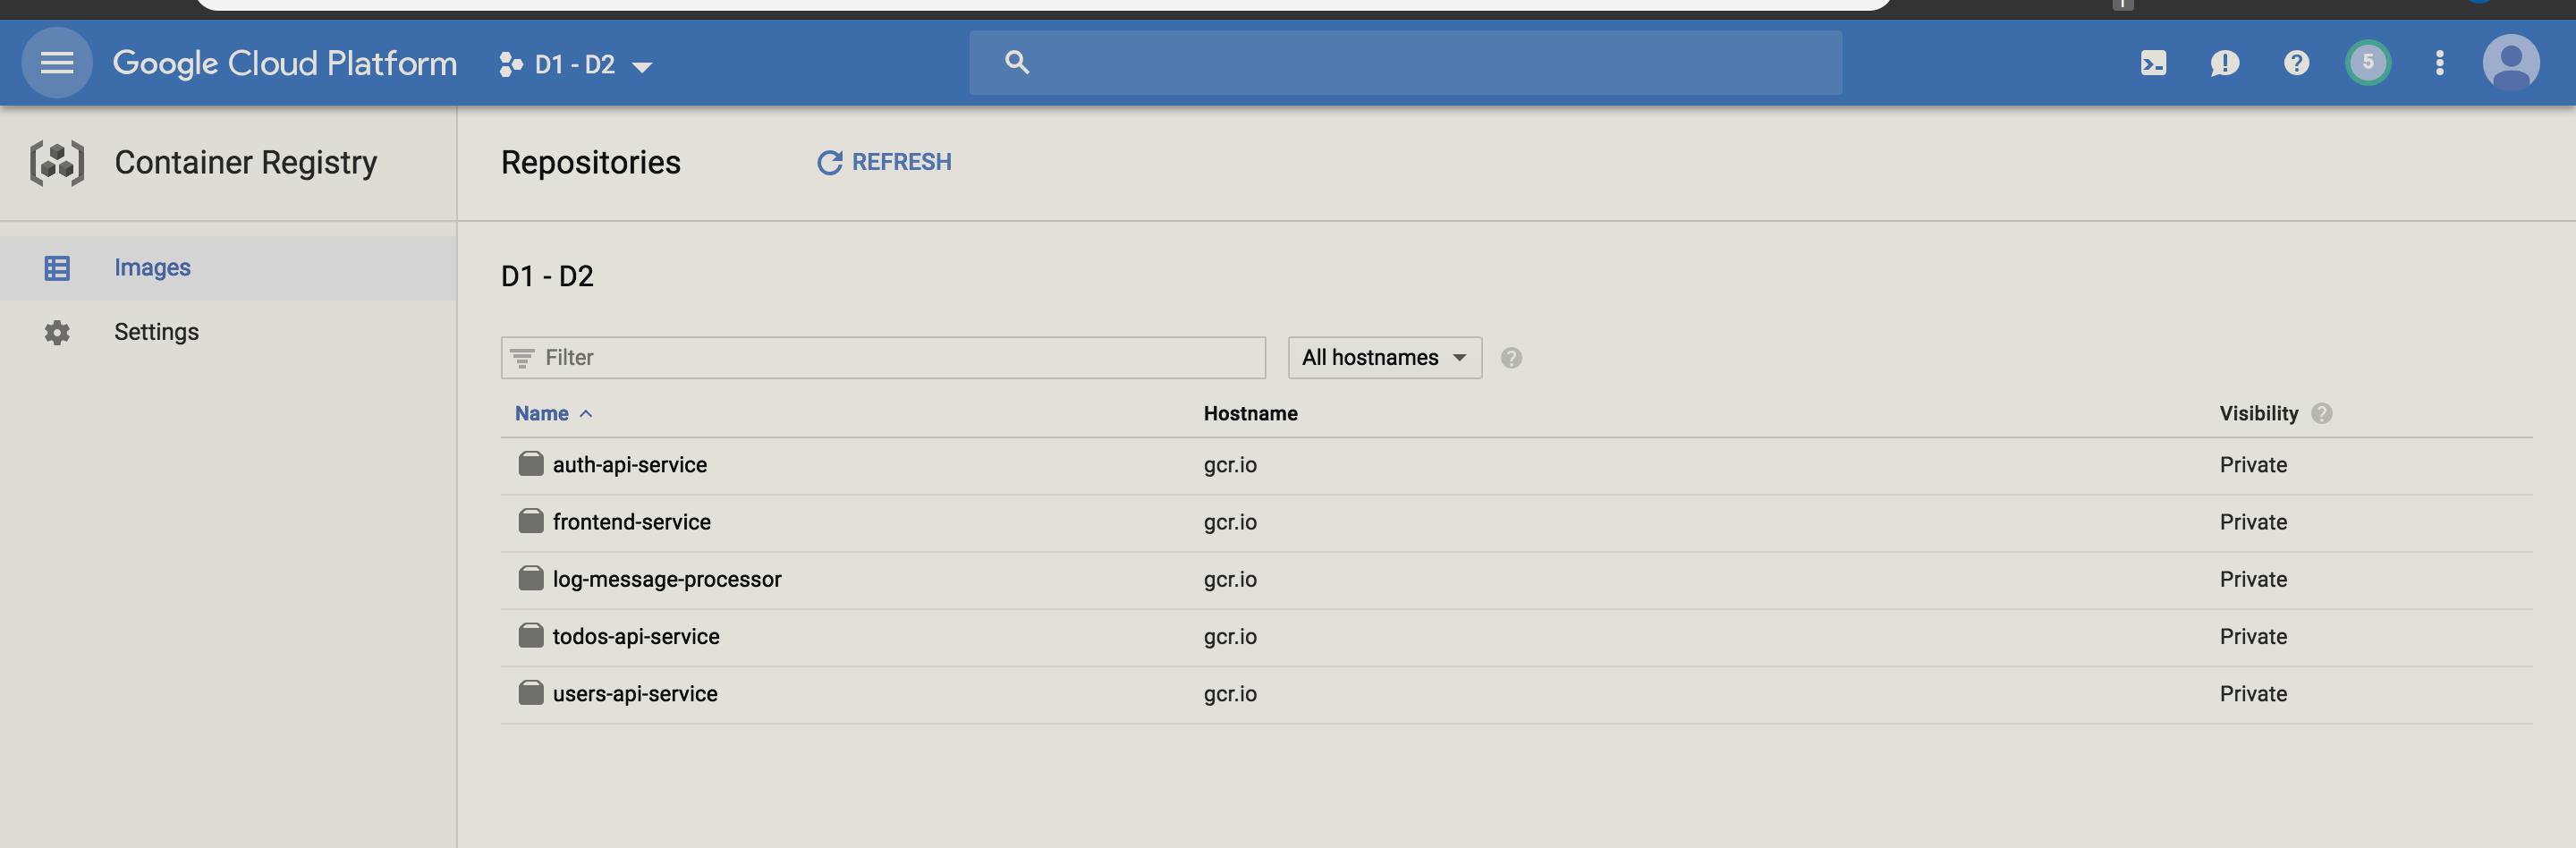 Google Cloud Platform D1 - D2 5
Container Registry
Repositories REFRESH
Images
Settings
D1 - D2
Filter All hostnames
Name Hostname Visibility
auth-api-service gcr.io Private
frontend-service gcr.io Private
log-message-processor gcr.io Private
todos-api-service gcr.io Private
users-api-service gcr.io Private